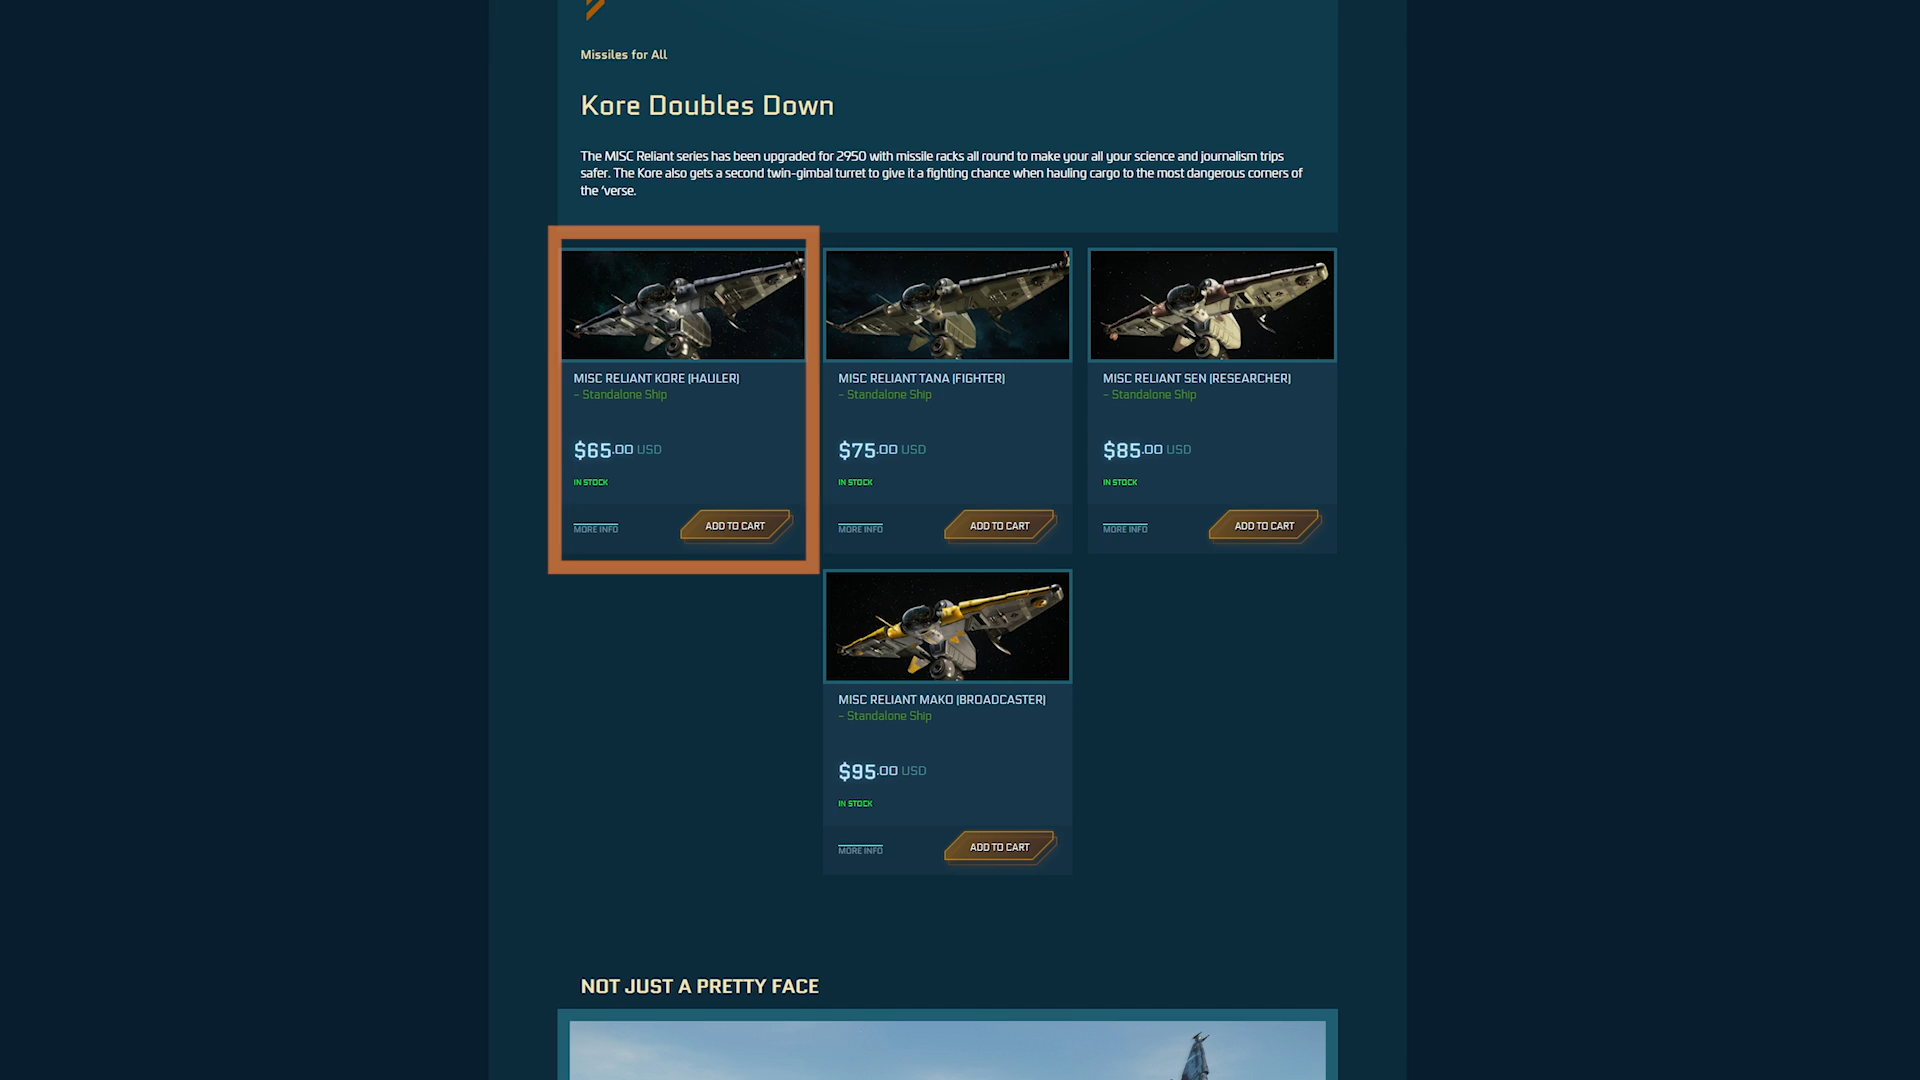 Missiles for All
Kore Doubles Down
The MISC Reliant series has been upgraded for 2950 with missile racks all round to make your all your science and journalism trips
safer. The Kore also gets a second twin-gimbal turret to give it a fighting chance when hauling cargo to the most dangerous corners of
the 'verse.
MISC RELIANT KORE (HAULER)
- Standalone Ship
$65.00 USD
IN STOCK
MORE INFO
ADD TO CART
MISC RELIANT TANA (FIGHTER)
- Standalone Ship
$75.00 USD
IN STOCK
MORE INFO
ADD TO CART
MISC RELIANT SEN (RESEARCHER)
- Standalone Ship
$85.00 USD
IN STOCK
MORE INFO
ADD TO CART
MISC RELIANT MAKO (BROADCASTER)
- Standalone Ship
$95.00 USD
IN STOCK
MORE INFO
ADD TO CART
NOT JUST A PRETTY FACE